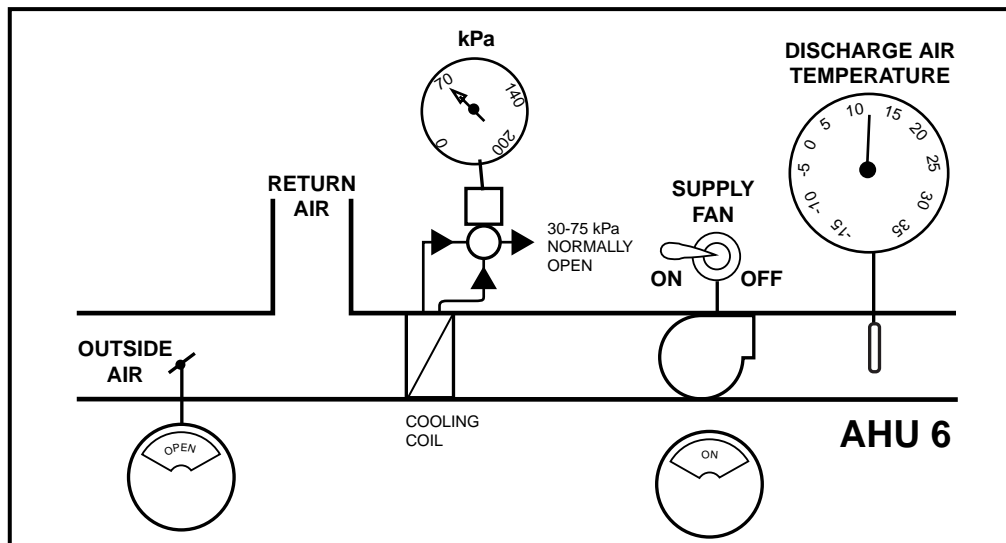 kPa
0
70
140
200
DISCHARGE AIR
TEMPERATURE
-15
-10
-5
0
5
10
15
20
25
30
35
RETURN
AIR
30-75 kPa
NORMALLY
OPEN
SUPPLY
FAN
ON
OFF
OUTSIDE
AIR
COOLING
COIL
AHU 6
OPEN
ON